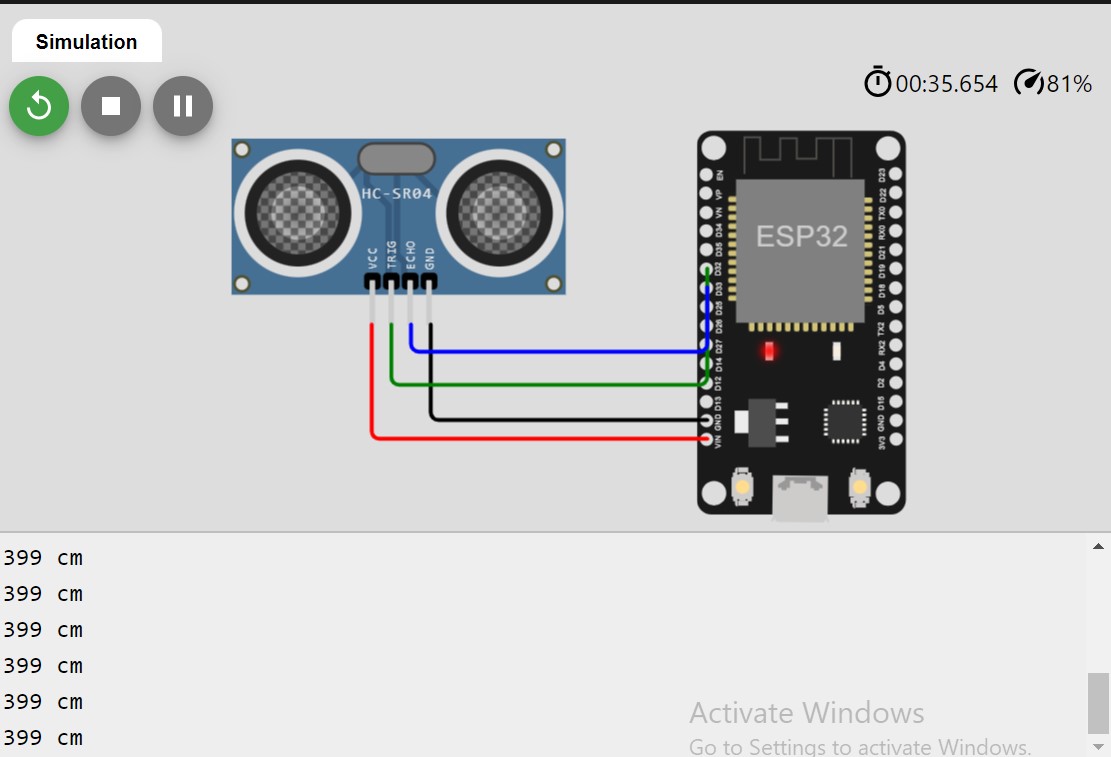 Simulation
00:35.654 81%
HC-SR04
VCC
TRIG
ECHO
GND
ESP32
EN
VP
VN
D34
D35
D32
D33
D25
D26
D27
D14
D12
D13
GND
VIN
D23
D22
TX0
RX0
D21
D19
D18
D5
TX2
RX2
D4
D2
D15
GND
3V3
399 cm
399 cm
399 cm
399 cm
399 cm
399 cm
Activate Windows
Go to Settings to activate Windows.